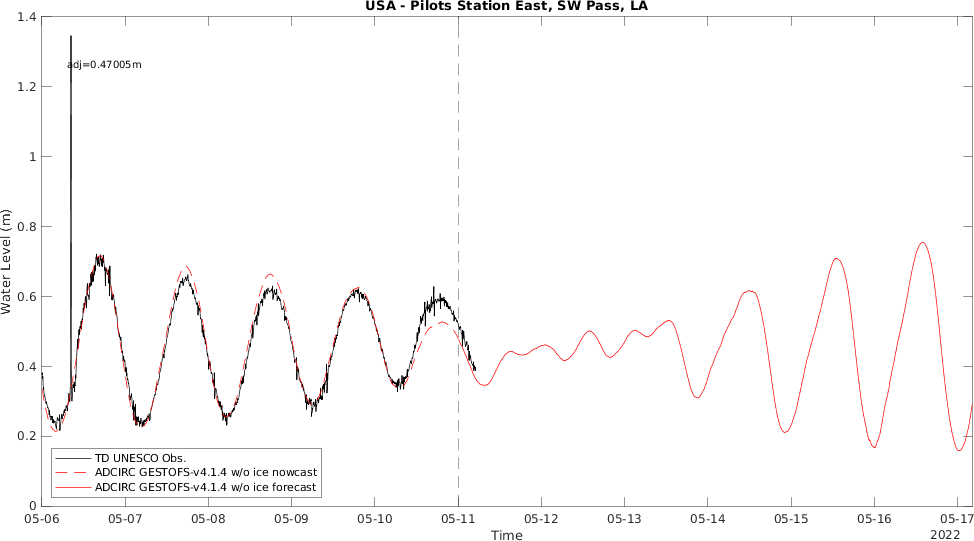 USA - Pilots Station East, SW Pass, LA
1.4
adj=0.47005m
1.2
1
0.8
Water Level (m)
0.6
0.4
0.2
TD UNESCO Obs.
ADCIRC GESTOFS-v4.1.4 w/o ice nowcast
ADCIRC GESTOFS-v4.1.4 w/o ice forecast
0
05-06 05-07 05-08 05-09 05-10 05-11 05-12 05-13 05-14 05-15 05-16 05-17
Time
2022